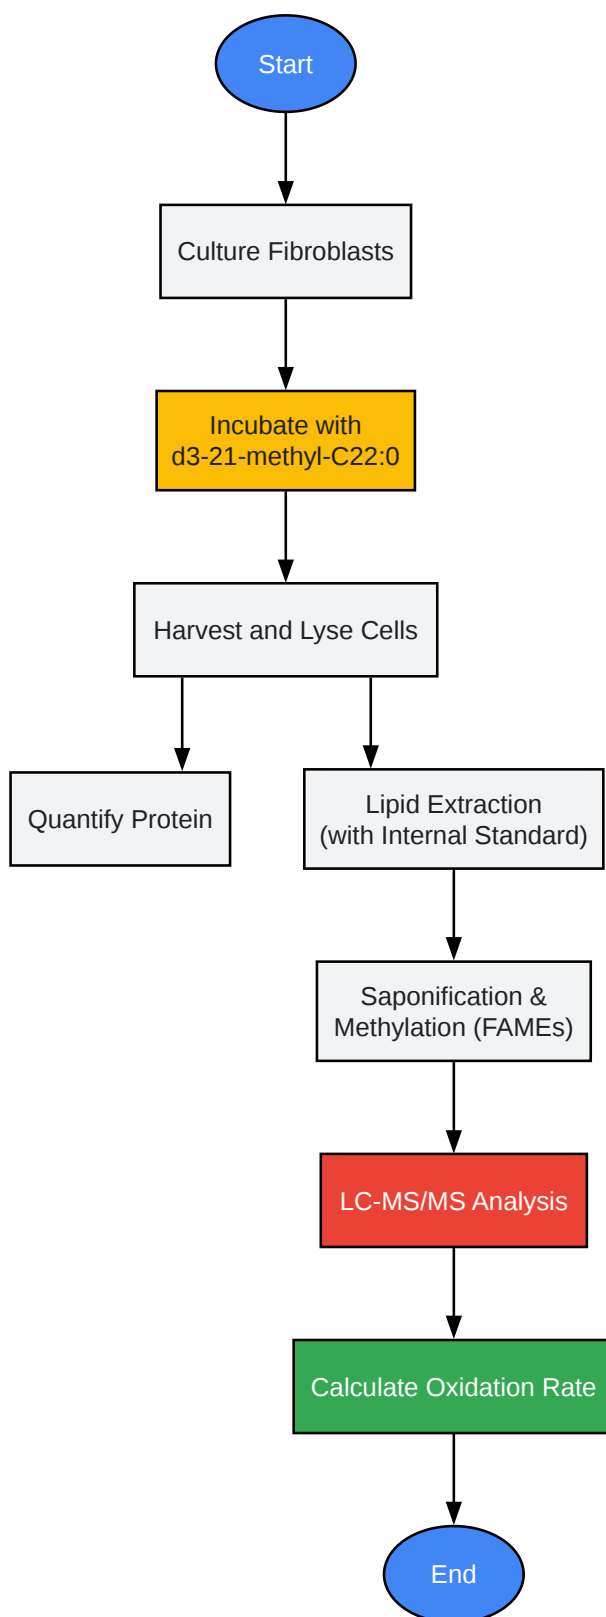 Start
Culture Fibroblasts
Incubate with
d3-21-methyl-C22:0
Harvest and Lyse Cells
Quantify Protein
Lipid Extraction
(with Internal Standard)
Saponification &
Methylation (FAMEs)
LC-MS/MS Analysis
Calculate Oxidation Rate
End